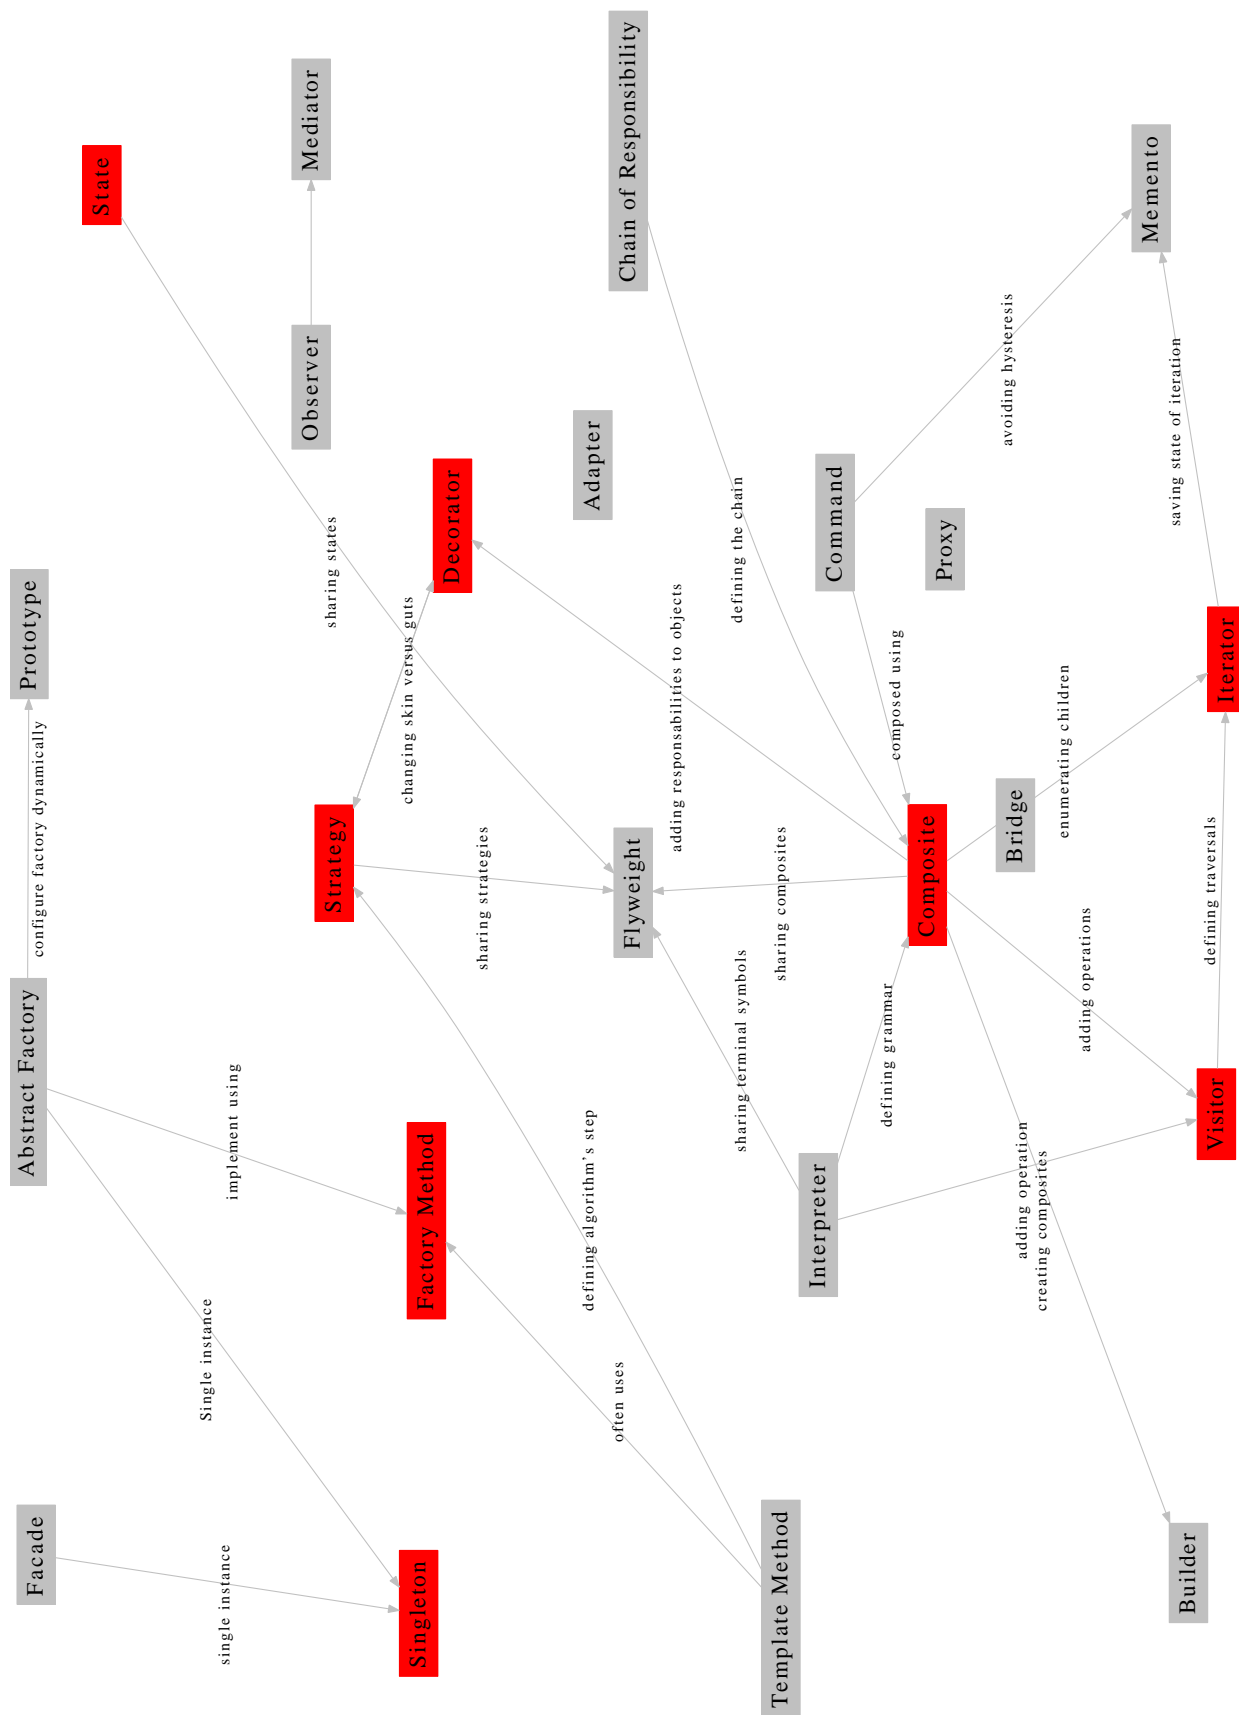 Facade
Abstract Factory
Prototype
State
configure factory dynamically
Single instance
implement using
single instance
Singleton
Factory Method
Strategy
Decorator
Observer
Mediator
sharing states
changing skin versus guts
sharing strategies
defining algorithm's step
often uses
Flyweight
Adapter
Chain of Responsibility
adding responsabilities to objects
defining the chain
sharing terminal symbols
sharing composites
Template Method
Interpreter
Command
composed using
defining grammar
Composite
Proxy
Bridge
avoiding hysteresis
enumerating children
adding operations
adding operation
creating composites
Memento
saving state of iteration
defining traversals
Builder
Visitor
Iterator